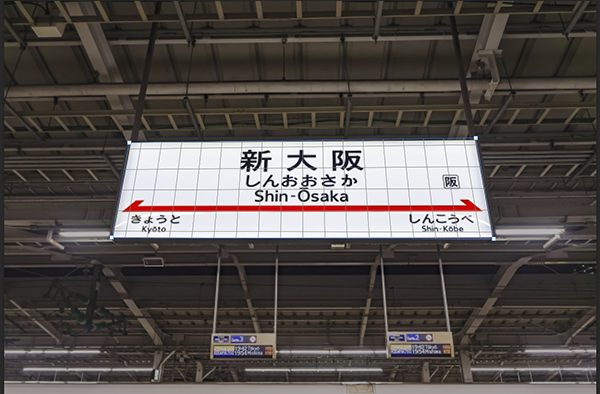 新大阪
しんおおさか
阪
Shin-Ōsaka
きょうと
しんこうべ
Kyōto
Shin-Kōbe